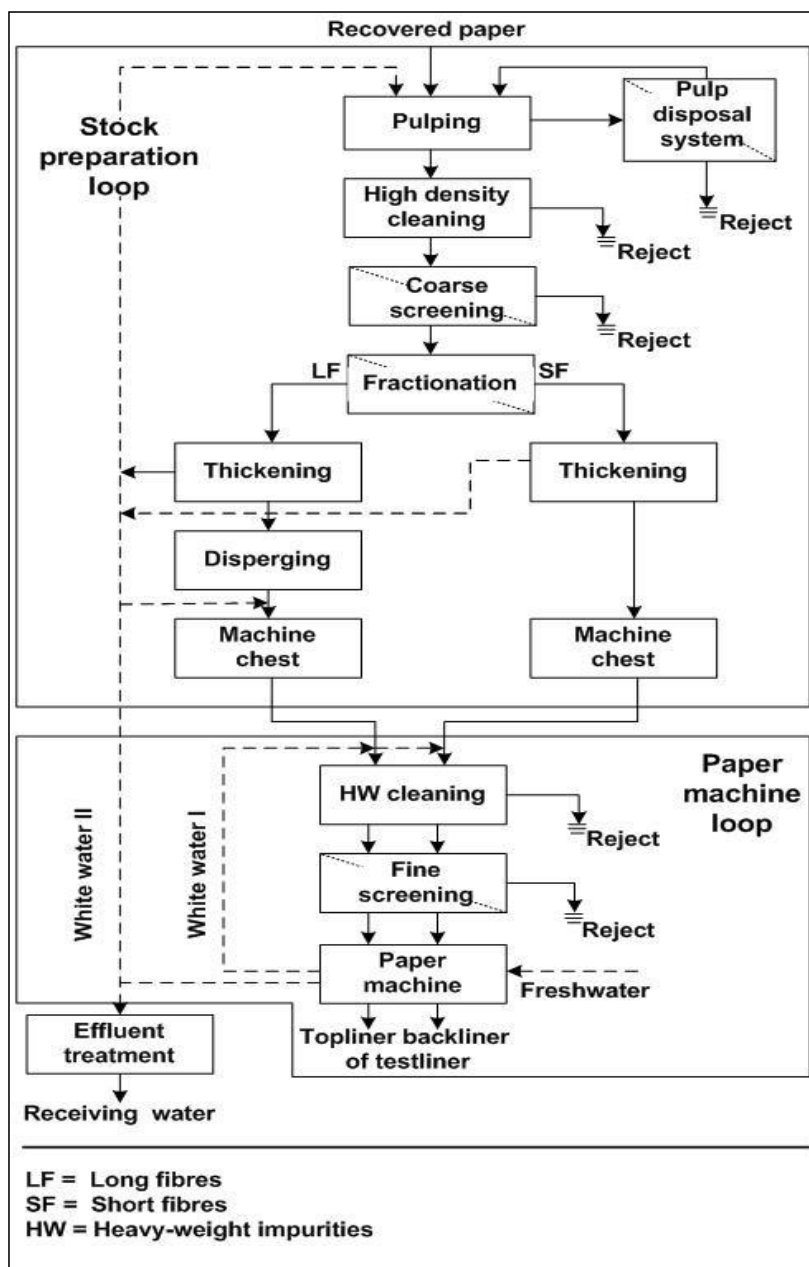 Recovered paper
Stock
preparation
loop
Pulping
Pulp
disposal
system
Reject
High density
cleaning
Reject
Coarse
screening
Reject
LF
Fractionation
SF
Thickening
Thickening
Disperging
Machine
chest
Machine
chest
Paper
machine
loop
White water II
White water I
HW cleaning
Reject
Fine
screening
Reject
Paper
machine
Freshwater
Topliner backliner
of testliner
Effluent
treatment
Receiving water
LF = Long fibres
SF = Short fibres
HW = Heavy-weight impurities